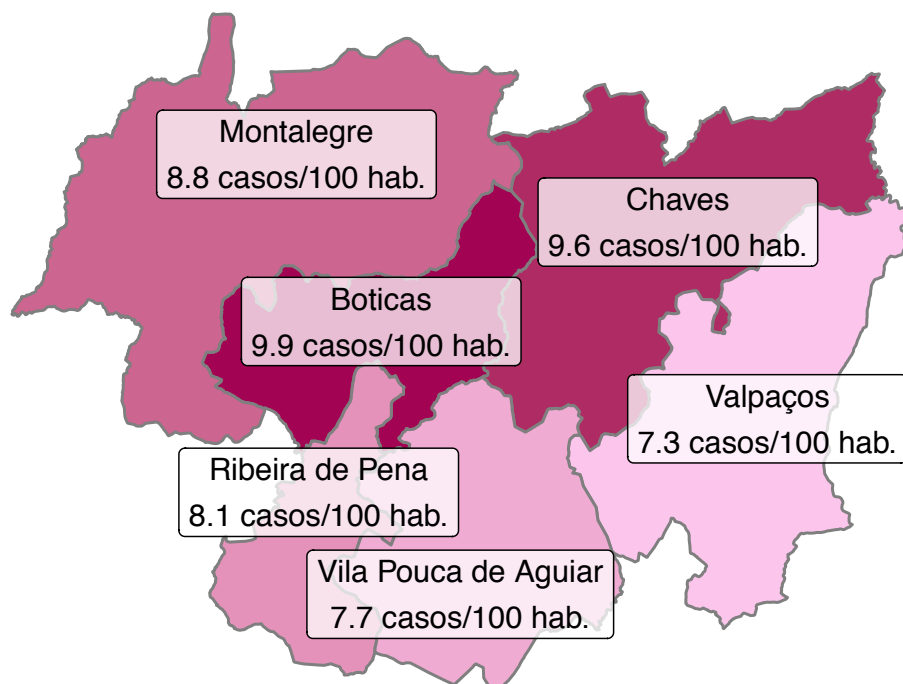 Montalegre
8.8 casos/100 hab.
Chaves
9.6 casos/100 hab.
Boticas
9.9 casos/100 hab.
Valpaços
7.3 casos/100 hab.
Ribeira de Pena
8.1 casos/100 hab.
Vila Pouca de Aguiar
7.7 casos/100 hab.